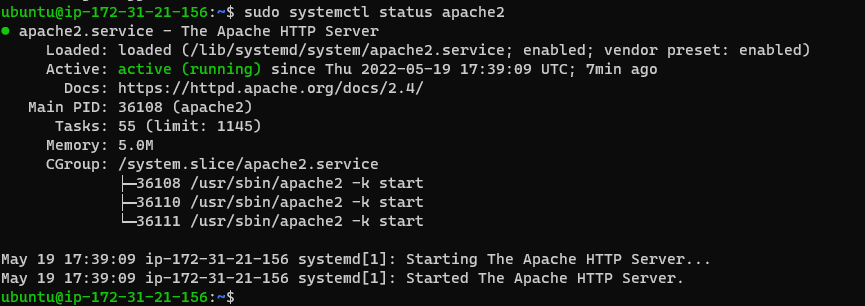 ubuntu@ip-172-31-21-156:~$ sudo systemctl status apache2
● apache2.service - The Apache HTTP Server
     Loaded: loaded (/lib/systemd/system/apache2.service; enabled; vendor preset: enabled)
     Active: active (running) since Thu 2022-05-19 17:39:09 UTC; 7min ago
       Docs: https://httpd.apache.org/docs/2.4/
   Main PID: 36108 (apache2)
      Tasks: 55 (limit: 1145)
     Memory: 5.0M
     CGroup: /system.slice/apache2.service
             ├─36108 /usr/sbin/apache2 -k start
             ├─36110 /usr/sbin/apache2 -k start
             └─36111 /usr/sbin/apache2 -k start

May 19 17:39:09 ip-172-31-21-156 systemd[1]: Starting The Apache HTTP Server...
May 19 17:39:09 ip-172-31-21-156 systemd[1]: Started The Apache HTTP Server.
ubuntu@ip-172-31-21-156:~$